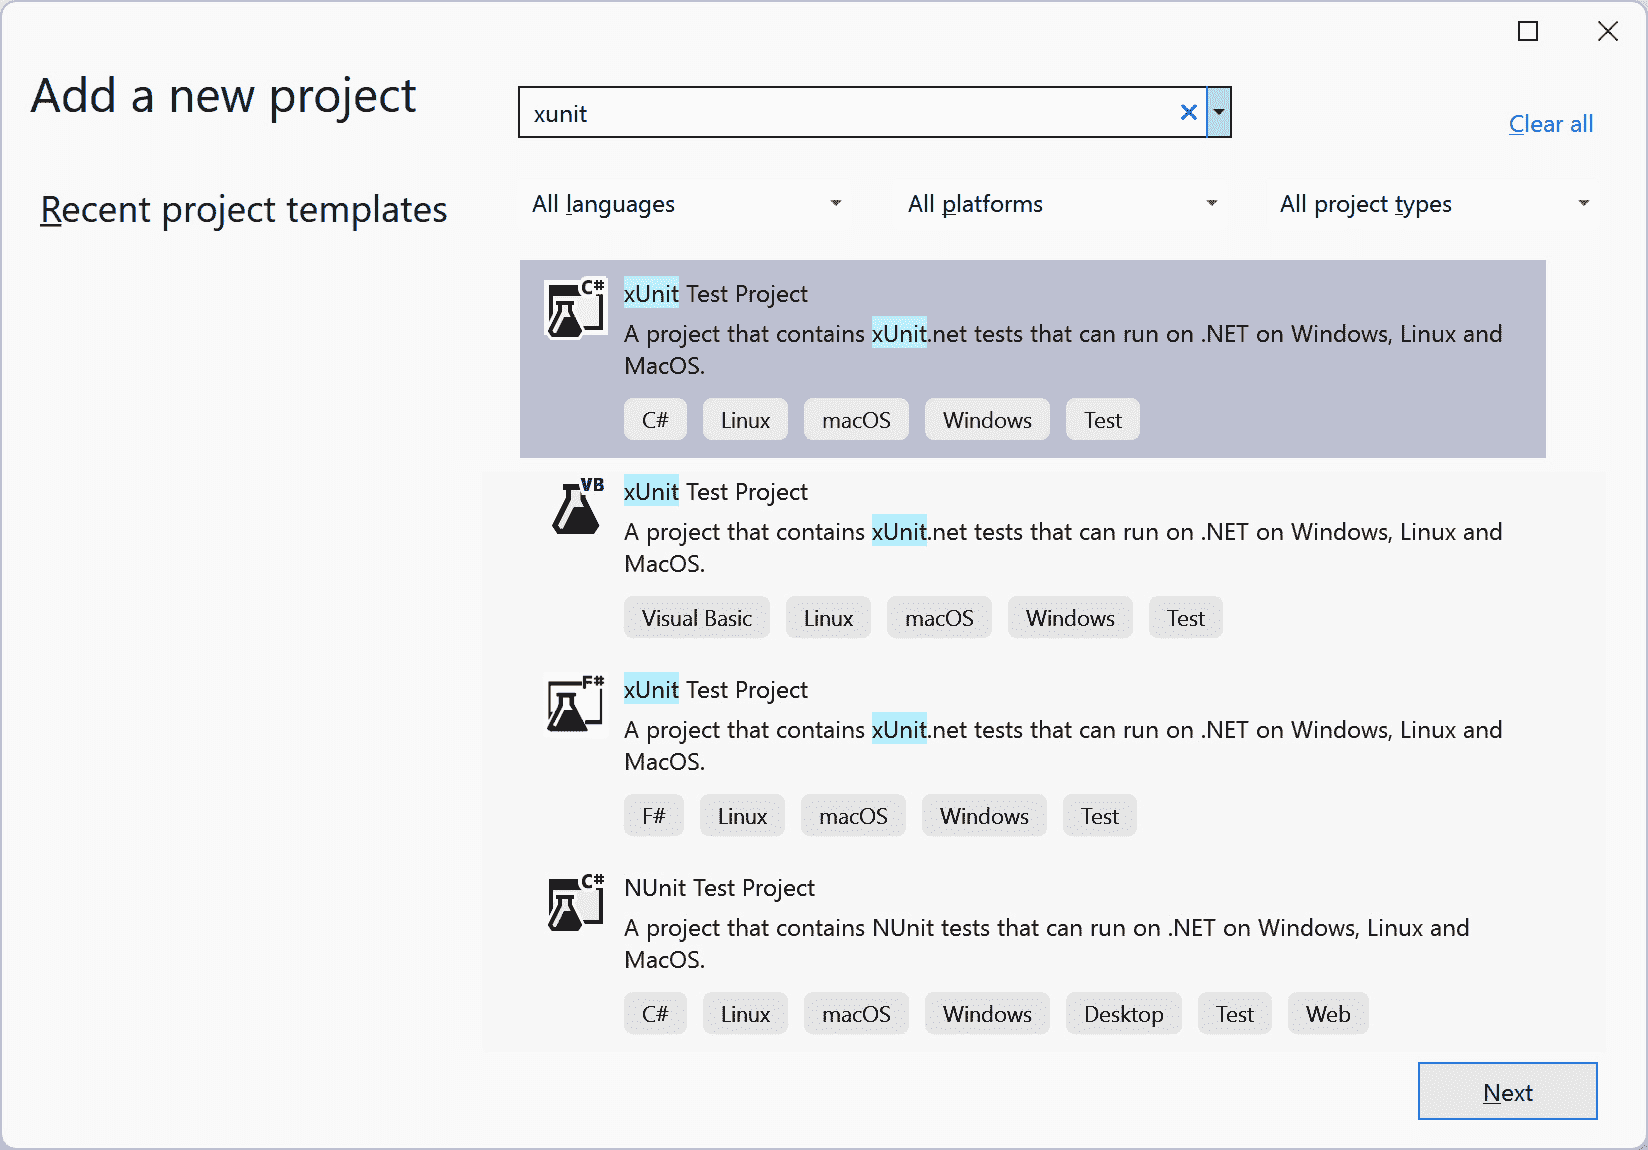 Add a new project
xunit
Clear all
Recent project templates
All languages
All platforms
All project types
C#
xUnit Test Project
A project that contains xUnit.net tests that can run on .NET on Windows, Linux and
MacOS.
C# Linux macOS Windows Test
VB
xUnit Test Project
A project that contains xUnit.net tests that can run on .NET on Windows, Linux and
MacOS.
Visual Basic Linux macOS Windows Test
F#
xUnit Test Project
A project that contains xUnit.net tests that can run on .NET on Windows, Linux and
MacOS.
F# Linux macOS Windows Test
C#
NUnit Test Project
A project that contains NUnit tests that can run on .NET on Windows, Linux and
MacOS.
C# Linux macOS Windows Desktop Test Web
Next